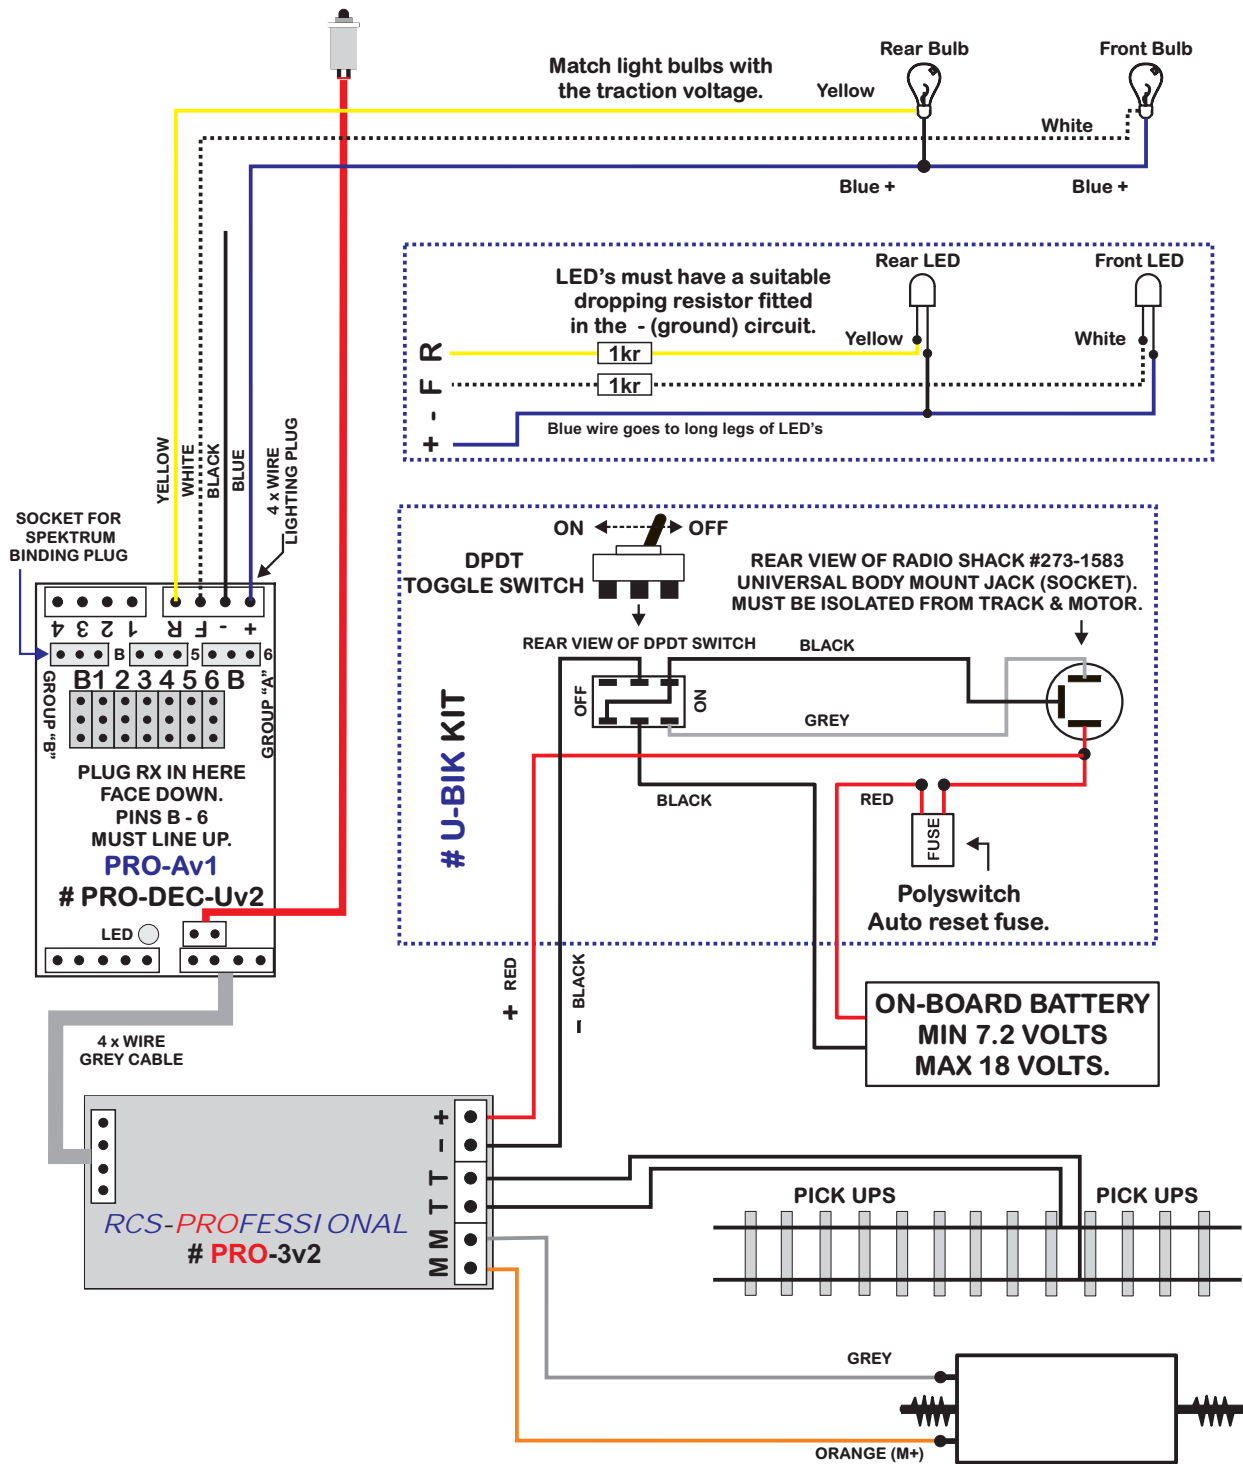 Rear Bulb
Front Bulb
Match light bulbs with
the traction voltage.
Yellow
White
Blue +
Blue +
Rear LED
Front LED
LED's must have a suitable
dropping resistor fitted
in the - (ground) circuit.
Yellow
White
R
1kr
F
1kr
-
+
Blue wire goes to long legs of LED's
YELLOW
WHITE
BLACK
BLUE
4 x WIRE
LIGHTING PLUG
SOCKET FOR
SPEKTRUM
BINDING PLUG
4 3 2 1 R F - +
B 5 6
B1 2 3 4 5 6 B
GROUP "B"
GROUP "A"
PLUG RX IN HERE
FACE DOWN.
PINS B - 6
MUST LINE UP.
PRO-Av1
# PRO-DEC-Uv2
LED
4 x WIRE
GREY CABLE
ON OFF
DPDT
TOGGLE SWITCH
REAR VIEW OF RADIO SHACK #273-1583
UNIVERSAL BODY MOUNT JACK (SOCKET).
MUST BE ISOLATED FROM TRACK & MOTOR.
REAR VIEW OF DPDT SWITCH
BLACK
OFF
ON
GREY
# U-BIK KIT
BLACK
RED
FUSE
Polyswitch
Auto reset fuse.
+ RED
- BLACK
ON-BOARD BATTERY
MIN 7.2 VOLTS
MAX 18 VOLTS.
+
-
T
T
M
M
RCS-PROFESSIONAL
# PRO-3v2
PICK UPS
PICK UPS
GREY
ORANGE (M+)